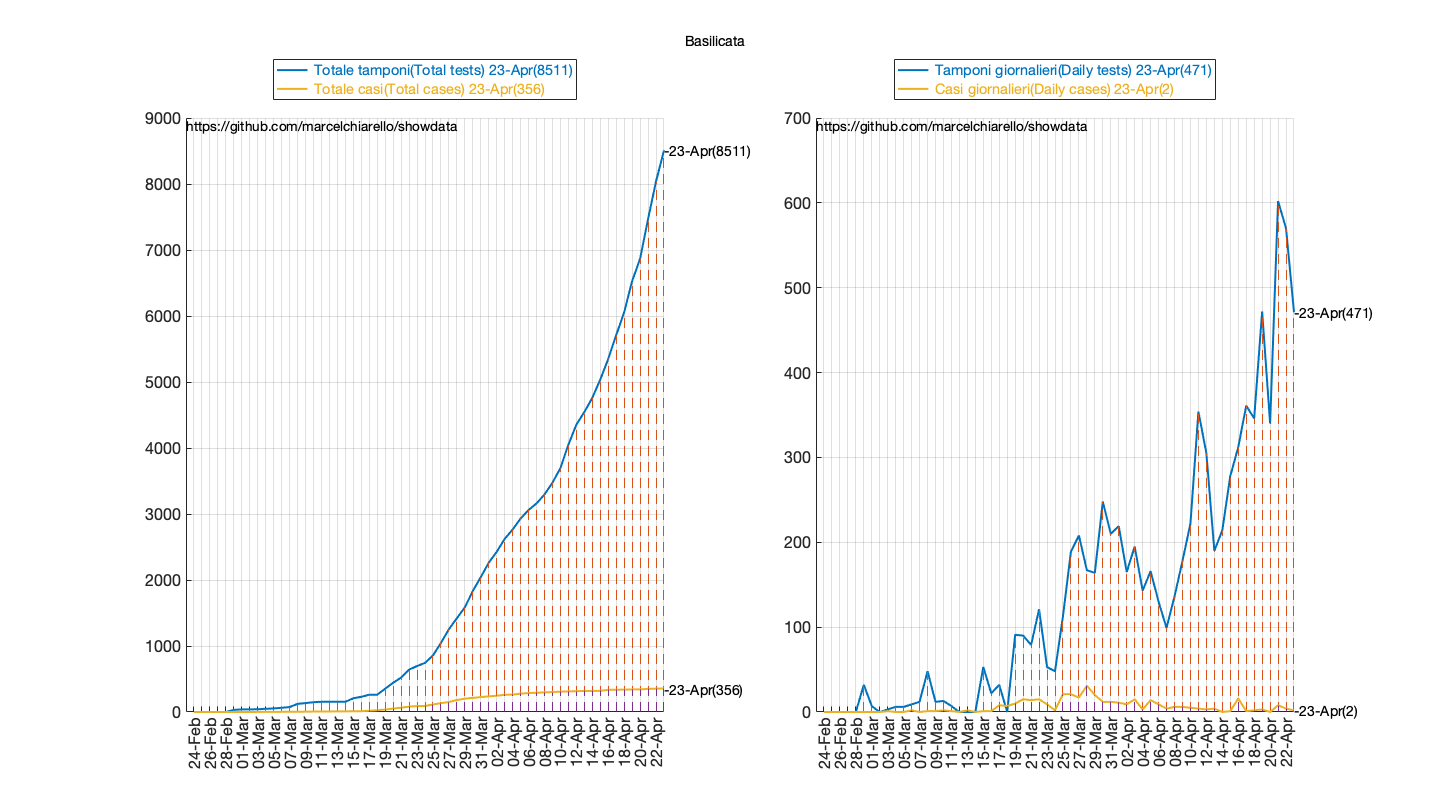 Basilicata
Totale tamponi(Total tests) 23-Apr(8511)
Totale casi(Total cases) 23-Apr(356)
9000
https://github.com/marcelchiarello/showdata
8000
7000
6000
5000
4000
3000
2000
1000
0
-23-Apr(8511)
-23-Apr(356)
24-Feb
26-Feb
28-Feb
01-Mar
03-Mar
05-Mar
07-Mar
09-Mar
11-Mar
13-Mar
15-Mar
17-Mar
19-Mar
21-Mar
23-Mar
25-Mar
27-Mar
29-Mar
31-Mar
02-Apr
04-Apr
06-Apr
08-Apr
10-Apr
12-Apr
14-Apr
16-Apr
18-Apr
20-Apr
22-Apr
Tamponi giornalieri(Daily tests) 23-Apr(471)
Casi giornalieri(Daily cases) 23-Apr(2)
700
https://github.com/marcelchiarello/showdata
600
500
400
300
200
100
0
-23-Apr(471)
-23-Apr(2)
24-Feb
26-Feb
28-Feb
01-Mar
03-Mar
05-Mar
07-Mar
09-Mar
11-Mar
13-Mar
15-Mar
17-Mar
19-Mar
21-Mar
23-Mar
25-Mar
27-Mar
29-Mar
31-Mar
02-Apr
04-Apr
06-Apr
08-Apr
10-Apr
12-Apr
14-Apr
16-Apr
18-Apr
20-Apr
22-Apr